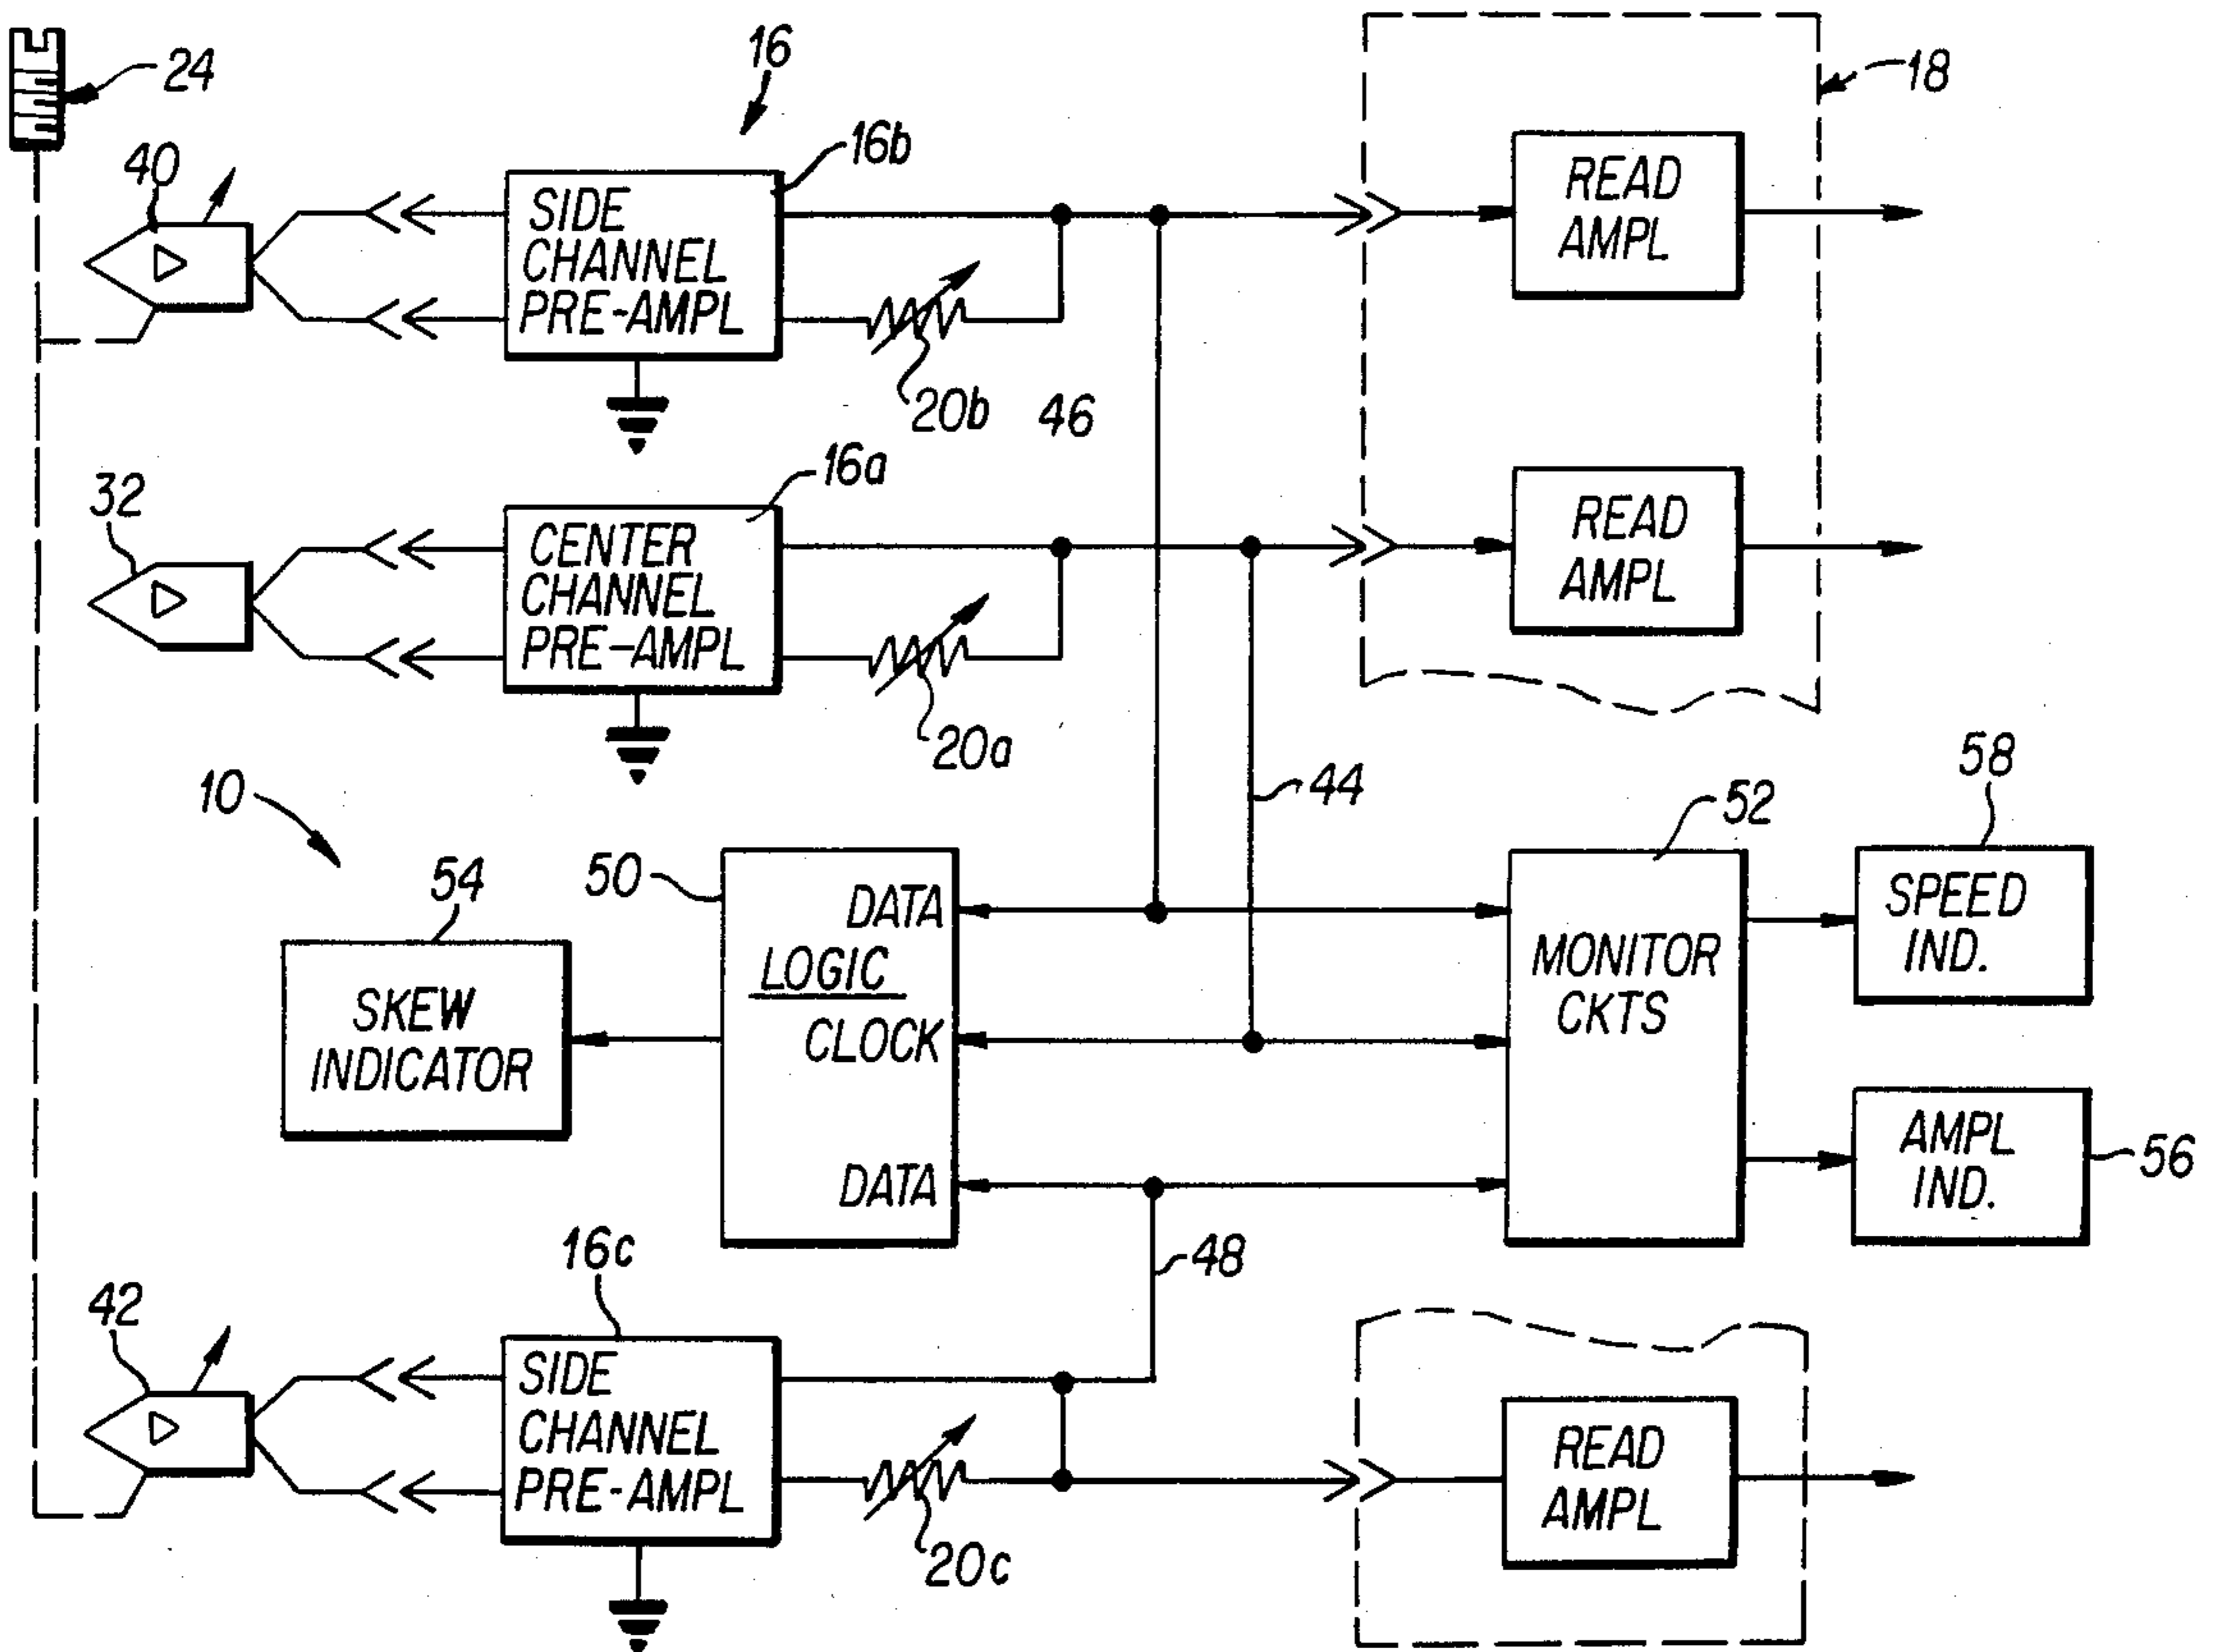 24
16
18
40
16b
SIDE
CHANNEL
PRE-AMPL
READ
AMPL
20b
46
32
16a
CENTER
CHANNEL
PRE-AMPL
READ
AMPL
20a
10
44
58
52
54
50
DATA
LOGIC
CLOCK
DATA
SKEW
INDICATOR
MONITOR
CKTS
SPEED
IND.
AMPL
IND.
56
16c
48
42
SIDE
CHANNEL
PRE-AMPL
20c
READ
AMPL